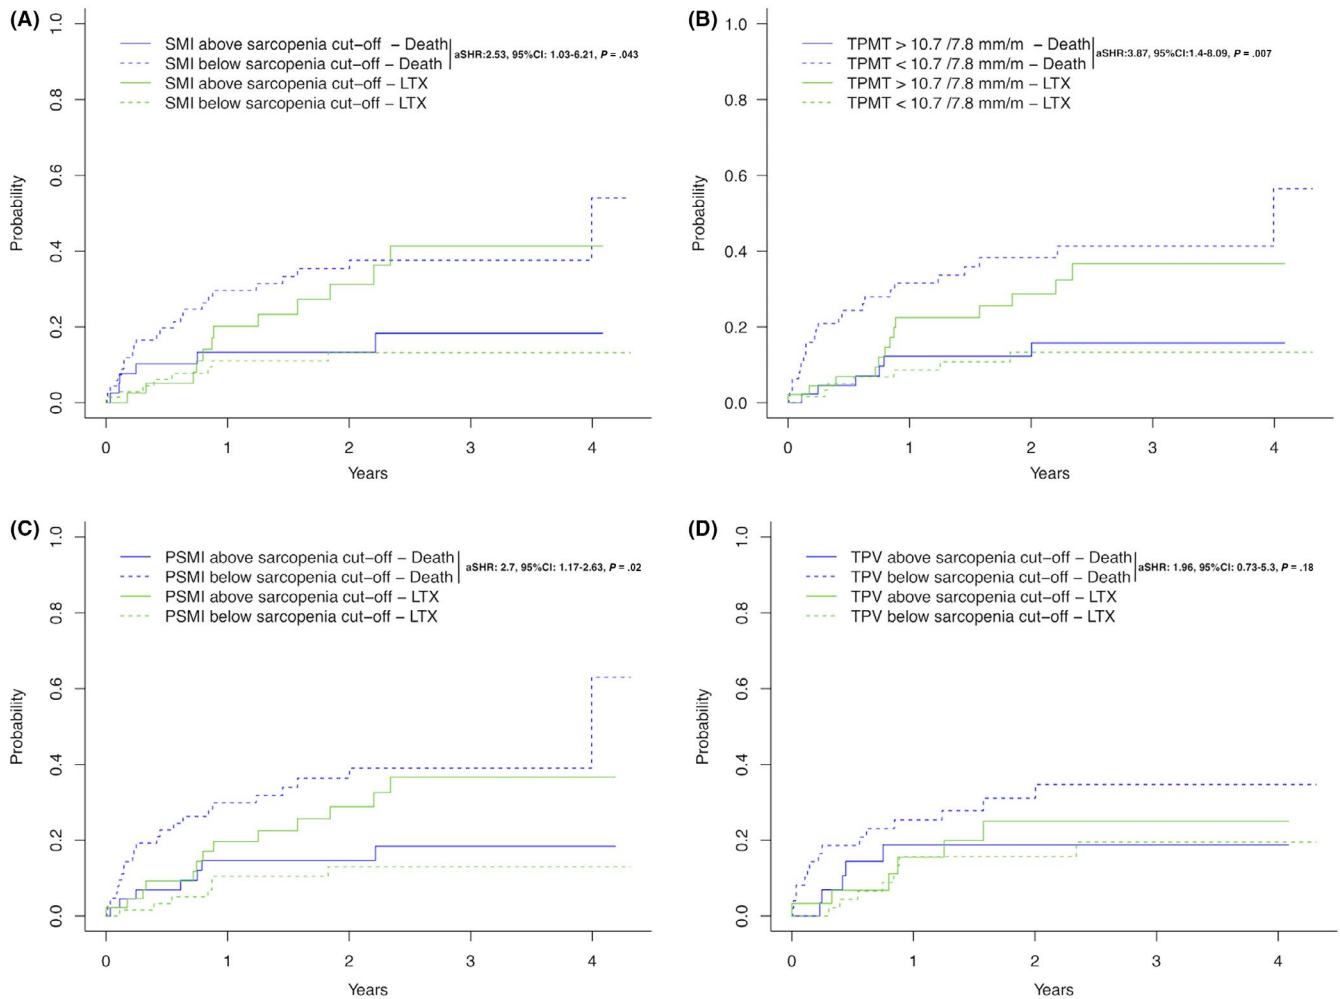 (A)
1.0
0.8
0.6
0.4
0.2
0.0
Probability
SMI above sarcopenia cut-off – Death
SMI below sarcopenia cut-off – Death
SMI above sarcopenia cut-off – LTX
SMI below sarcopenia cut-off – LTX
aSHR:2.53, 95%CI: 1.03-6.21, P = .043
0 1 2 3 4
Years
(B)
1.0
0.8
0.6
0.4
0.2
0.0
Probability
TPMT > 10.7 /7.8 mm/m – Death
TPMT < 10.7 /7.8 mm/m – Death
TPMT > 10.7 /7.8 mm/m – LTX
TPMT < 10.7 /7.8 mm/m – LTX
aSHR:3.87, 95%CI:1.4-8.09, P = .007
0 1 2 3 4
Years
(C)
1.0
0.8
0.6
0.4
0.2
0.0
Probability
PSMI above sarcopenia cut-off – Death
PSMI below sarcopenia cut-off – Death
PSMI above sarcopenia cut-off – LTX
PSMI below sarcopenia cut-off – LTX
aSHR: 2.7, 95%CI: 1.17-2.63, P = .02
0 1 2 3 4
Years
(D)
1.0
0.8
0.6
0.4
0.2
0.0
Probability
TPV above sarcopenia cut-off – Death
TPV below sarcopenia cut-off – Death
TPV above sarcopenia cut-off – LTX
TPV below sarcopenia cut-off – LTX
aSHR: 1.96, 95%CI: 0.73-5.3, P = .18
0 1 2 3 4
Years